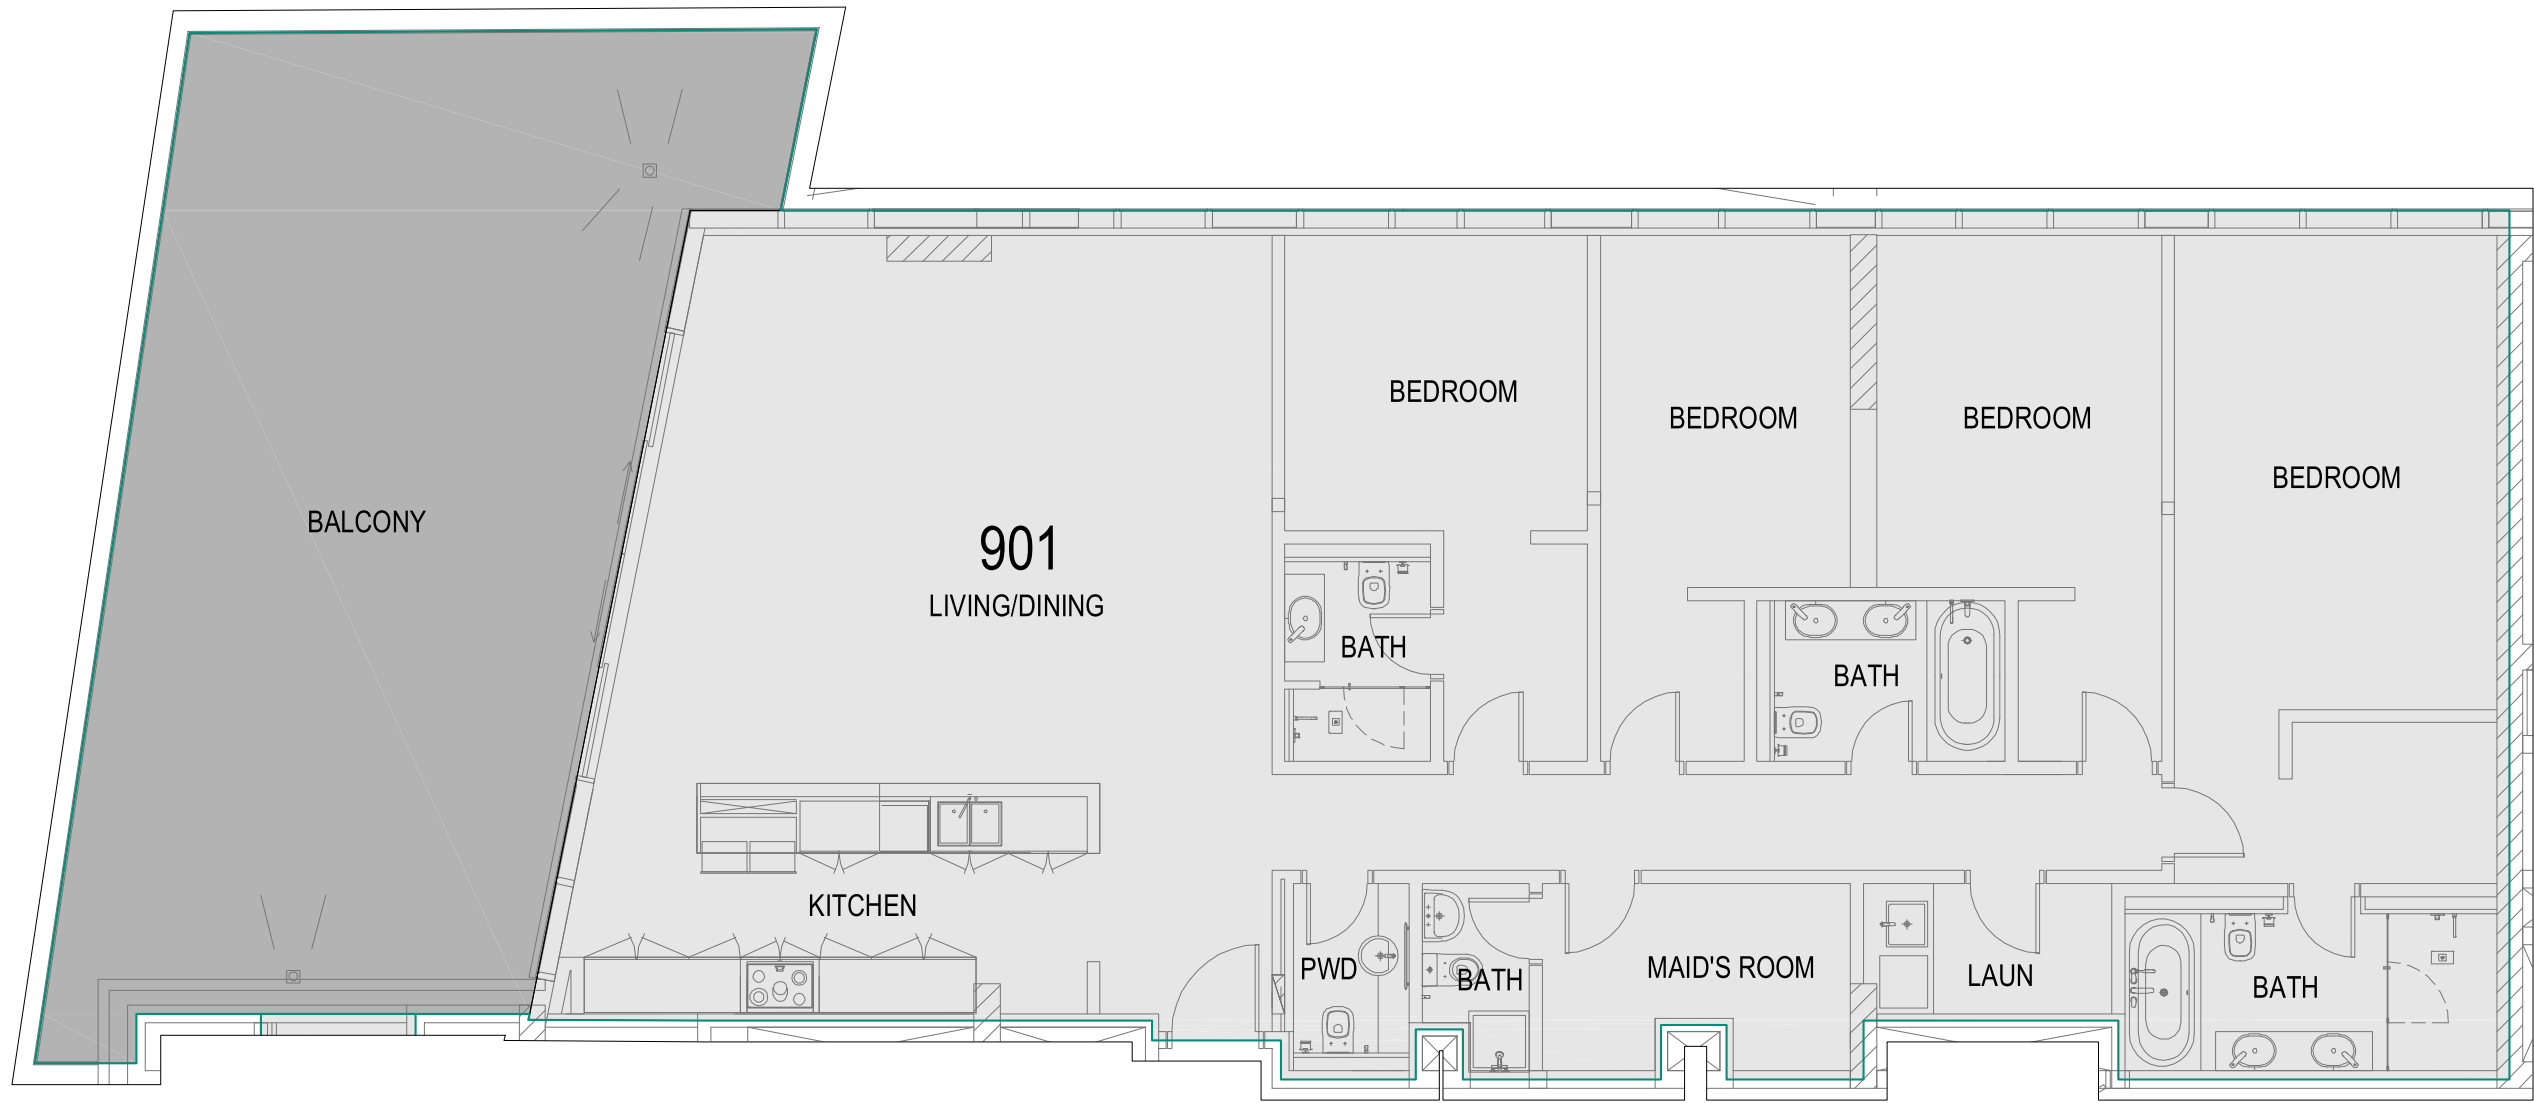 BEDROOM
BEDROOM
BEDROOM
BEDROOM
BALCONY
901
LIVING/DINING
BATH
BATH
KITCHEN
PWD
BATH
MAID'S ROOM
LAUN
BATH